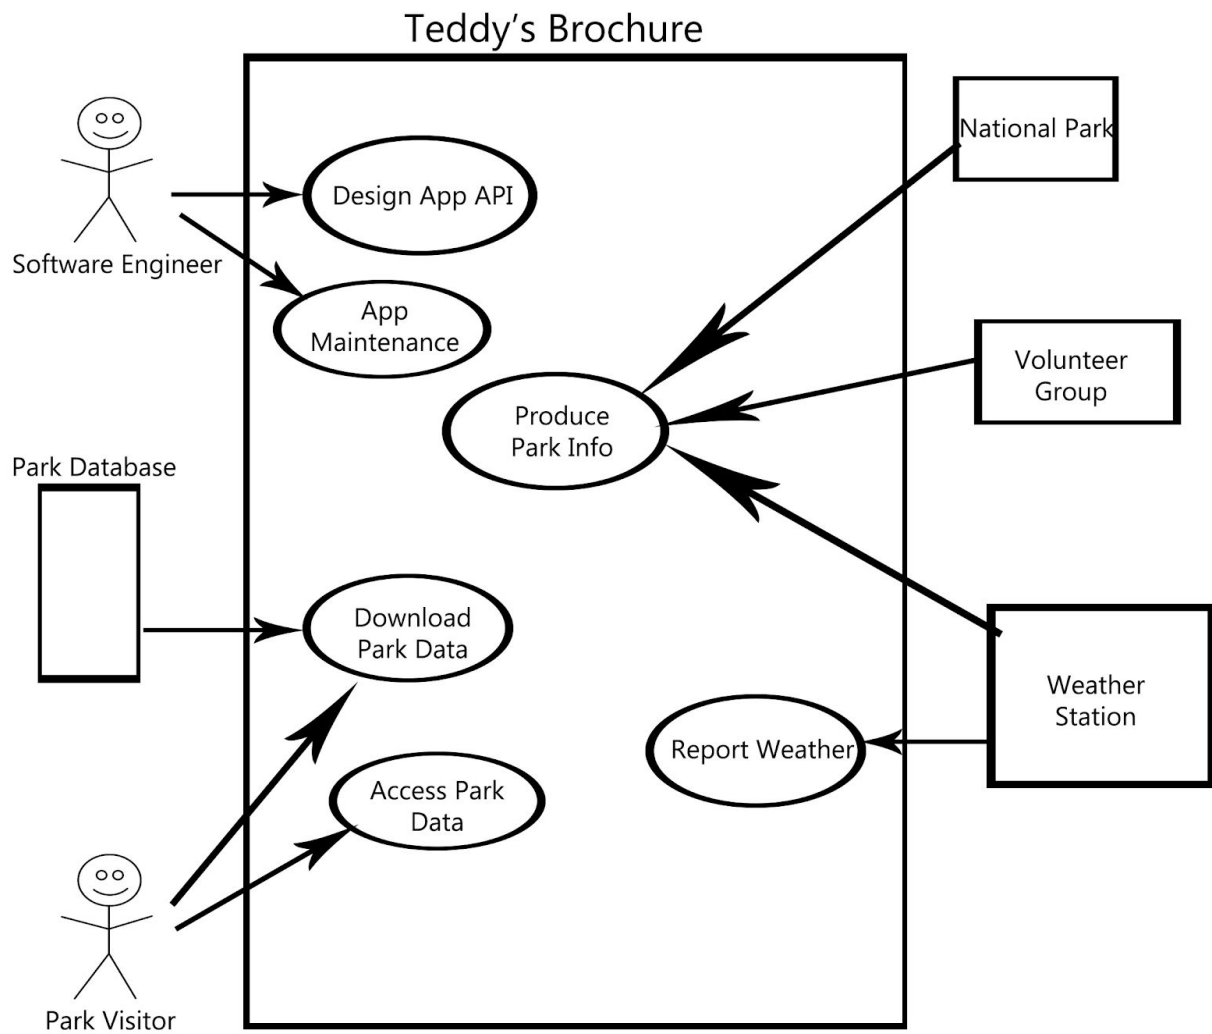 Teddy’s Brochure
National Park
Design App API
Software Engineer
App
Maintenance
Volunteer
Group
Produce
Park Info
Park Database
Download
Park Data
Weather
Station
Report Weather
Access Park
Data
Park Visitor